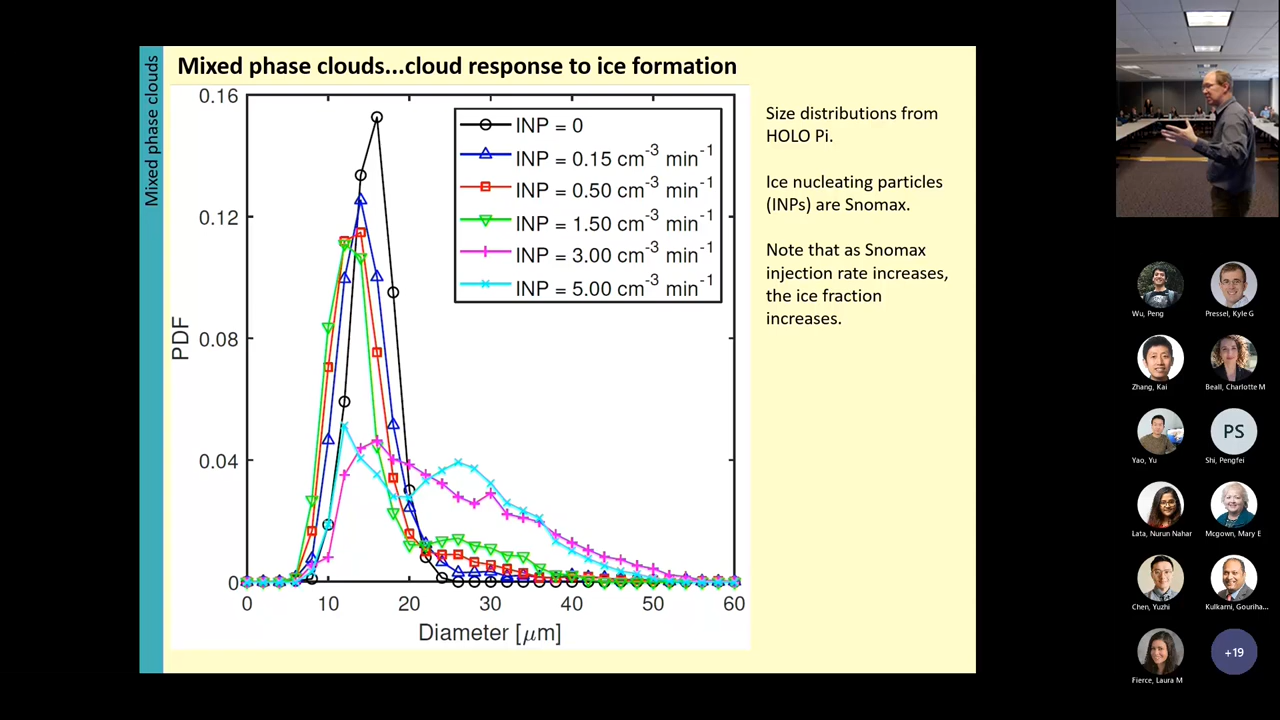 Mixed phase clouds
Mixed phase clouds...cloud response to ice formation
0.16
0.12
0.08
0.04
0
PDF
INP = 0
INP = 0.15 cm-3 min-1
INP = 0.50 cm-3 min-1
INP = 1.50 cm-3 min-1
INP = 3.00 cm-3 min-1
INP = 5.00 cm-3 min-1
0 10 20 30 40 50 60
Diameter [μm]
Size distributions from
HOLO Pi.
Ice nucleating particles
(INPs) are Snomax.
Note that as Snomax
injection rate increases,
the ice fraction
increases.
Wu, Peng
Pressel, Kyle G
Zhang, Kai
Beall, Charlotte M
Yao, Yu
PS
Shi, Pengfei
Lata, Nurun Nahar
Mcgown, Mary E
Chen, Yuzhi
Kulkarni, Gouriha...
Fierce, Laura M
+19